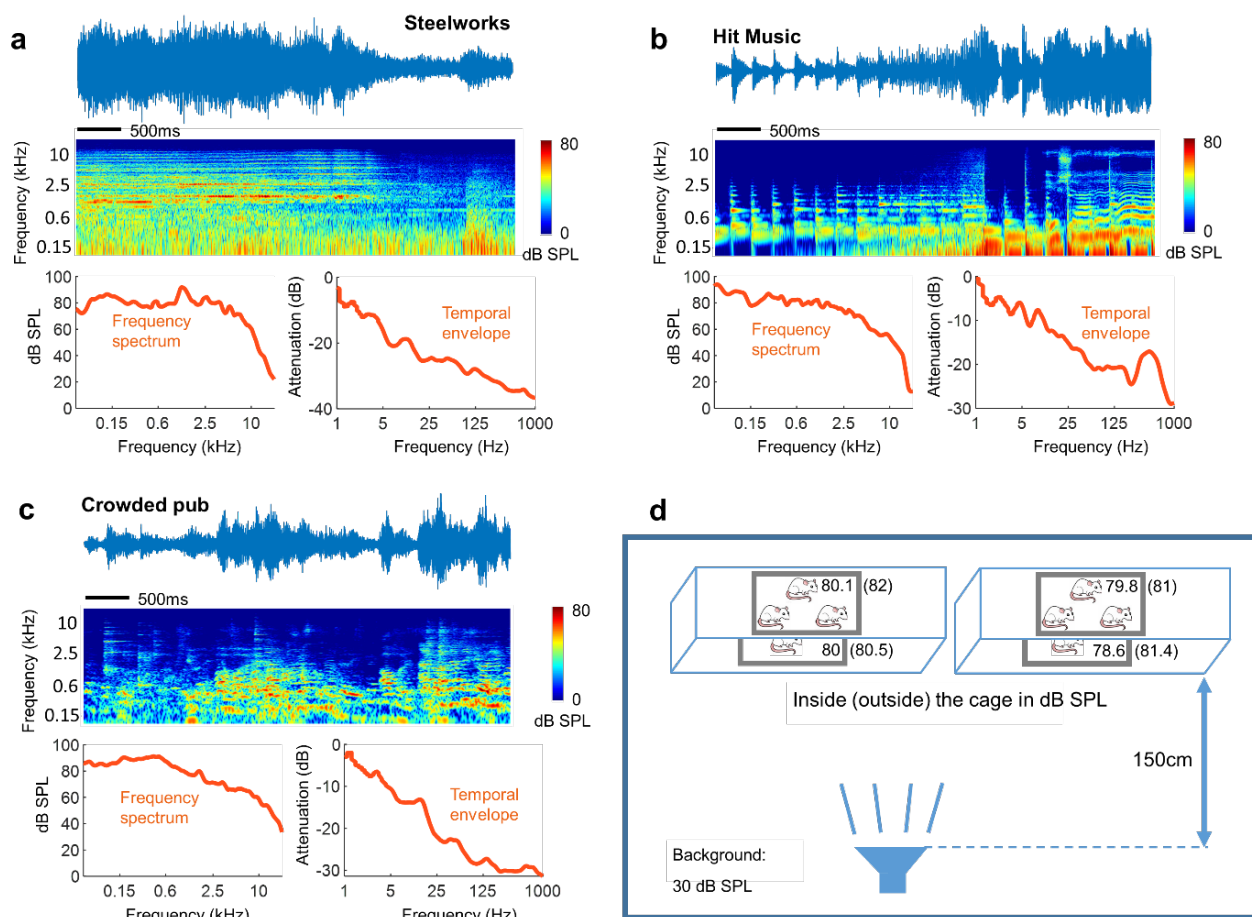 a
Steelworks
500ms
Frequency (kHz)
10
2.5
0.6
0.15
80
0
dB SPL
dB SPL
100
80
60
40
20
0
Frequency
spectrum
0.15 0.6 2.5 10
Frequency (kHz)
Attenuation (dB)
0
-20
-40
Temporal
envelope
1 5 25 125 1000
Frequency (Hz)
b
Hit Music
500ms
Frequency (kHz)
10
2.5
0.6
0.15
80
0
dB SPL
dB SPL
100
80
60
40
20
0
Frequency
spectrum
0.15 0.6 2.5 10
Frequency (kHz)
Attenuation (dB)
0
-10
-20
-30
Temporal
envelope
1 5 25 125 1000
Frequency (Hz)
c
Crowded pub
500ms
Frequency (kHz)
10
2.5
0.6
0.15
80
0
dB SPL
dB SPL
100
80
60
40
20
0
Frequency
spectrum
0.15 0.6 2.5 10
Frequency (kHz)
Attenuation (dB)
0
-10
-20
-30
Temporal
envelope
1 5 25 125 1000
Frequency (Hz)
d
80.1 (82)
79.8 (81)
80 (80.5)
78.6 (81.4)
Inside (outside) the cage in dB SPL
150cm
Background:
30 dB SPL